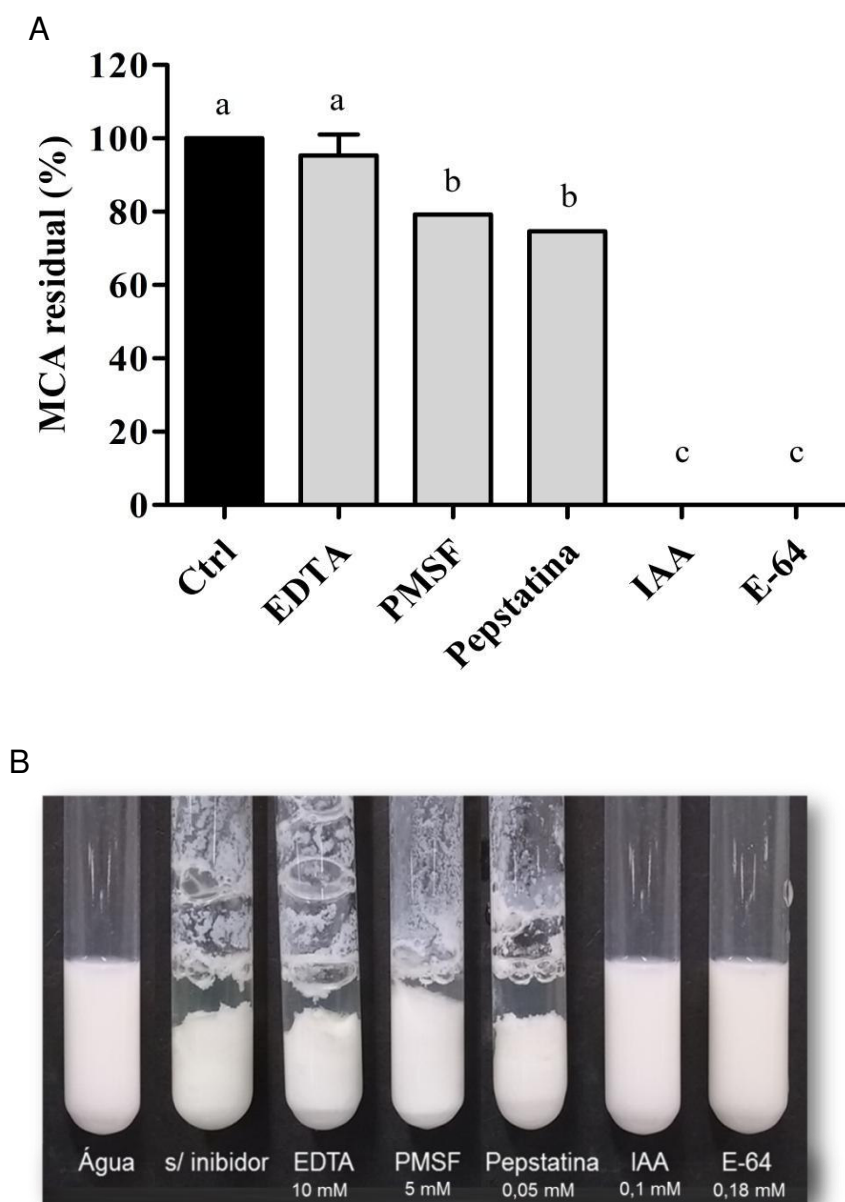 A
MCA residual (%)
120
100
80
60
40
20
0
a
a
b
b
c
c
Ctrl
EDTA
PMSF
Pepstatina
IAA
E-64
B
Água s/ inibidor EDTA PMSF Pepstatina IAA E-64
10 mM 5 mM 0,05 mM 0,1 mM 0,18 mM